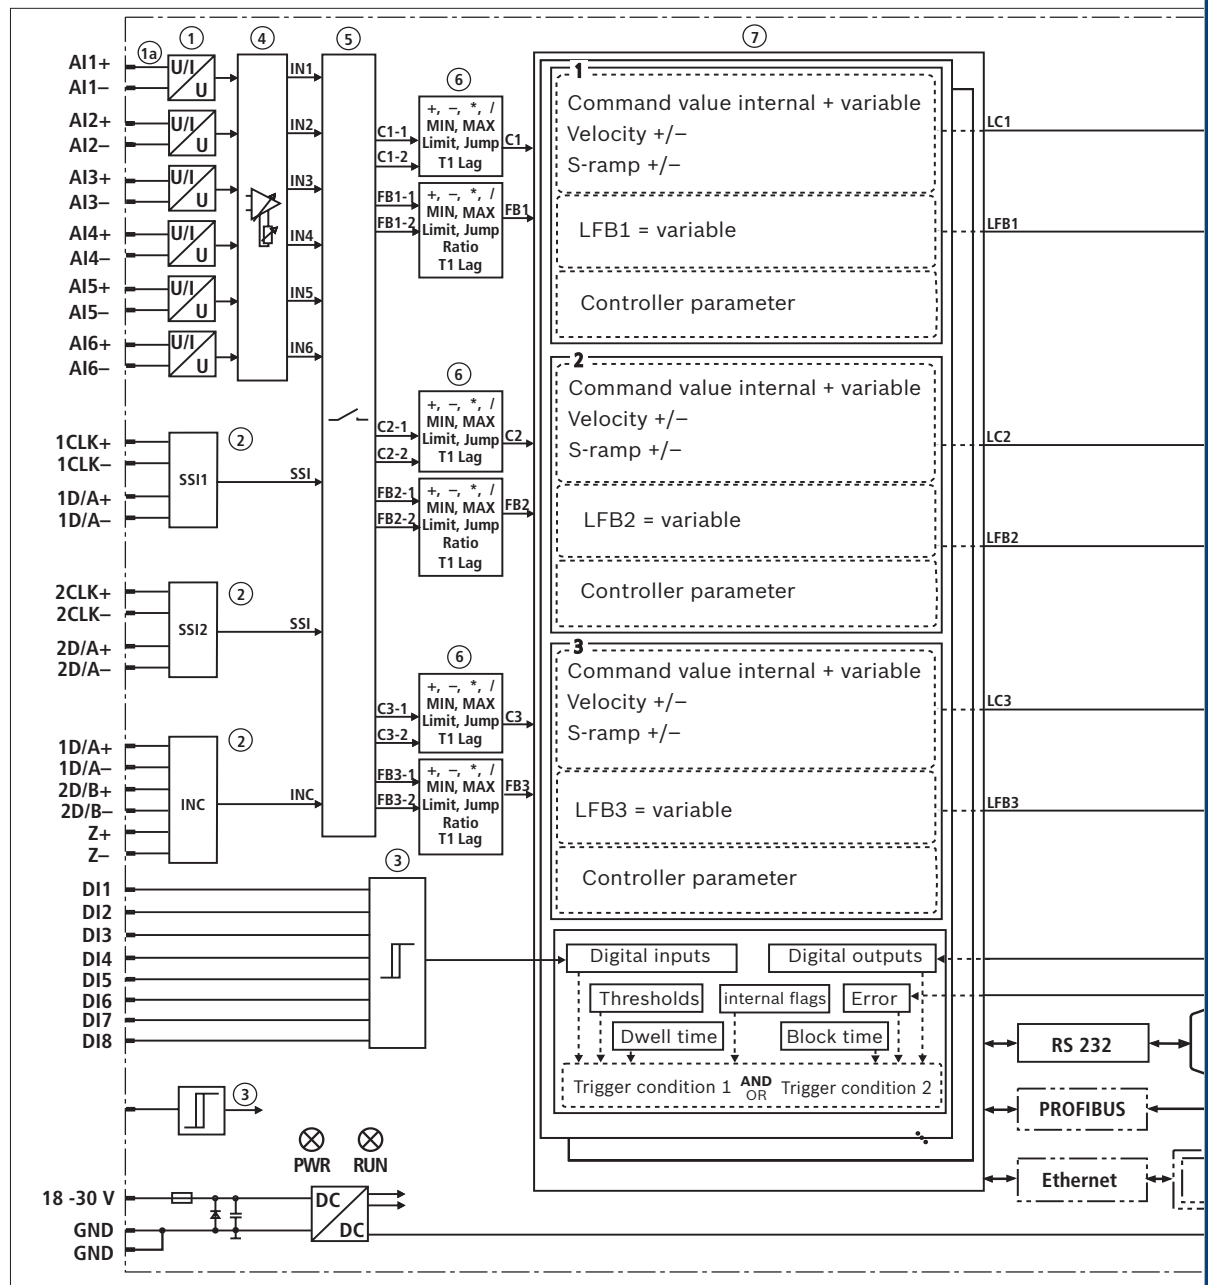 1a
1
4
5
7
AI1+
AI1–
U/I
U
IN1
AI2+
AI2–
U/I
U
IN2
AI3+
AI3–
U/I
U
IN3
AI4+
AI4–
U/I
U
IN4
AI5+
AI5–
U/I
U
IN5
AI6+
AI6–
U/I
U
IN6
1CLK+
1CLK–
1D/A+
1D/A–
SSI1
2
SSI
2CLK+
2CLK–
2D/A+
2D/A–
SSI2
2
SSI
1D/A+
1D/A–
2D/B+
2D/B–
Z+
Z–
INC
2
INC
6
C1-1
C1-2
+, –, *, /
MIN, MAX
Limit, Jump
T1 Lag
C1
FB1-1
FB1-2
+, –, *, /
MIN, MAX
Limit, Jump
Ratio
T1 Lag
FB1
6
C2-1
C2-2
+, –, *, /
MIN, MAX
Limit, Jump
T1 Lag
C2
FB2-1
FB2-2
+, –, *, /
MIN, MAX
Limit, Jump
Ratio
T1 Lag
FB2
6
C3-1
C3-2
+, –, *, /
MIN, MAX
Limit, Jump
T1 Lag
C3
FB3-1
FB3-2
+, –, *, /
MIN, MAX
Limit, Jump
Ratio
T1 Lag
FB3
1
Command value internal + variable
Velocity +/–
S-ramp +/–
LC1
LFB1 = variable
LFB1
Controller parameter
2
Command value internal + variable
Velocity +/–
S-ramp +/–
LC2
LFB2 = variable
LFB2
Controller parameter
3
Command value internal + variable
Velocity +/–
S-ramp +/–
LC3
LFB3 = variable
LFB3
Controller parameter
3
DI1
DI2
DI3
DI4
DI5
DI6
DI7
DI8
Digital inputs
Digital outputs
Thresholds
internal flags
Error
Dwell time
Block time
Trigger condition 1 AND Trigger condition 2
OR
RS 232
PROFIBUS
Ethernet
3
PWR
RUN
18 -30 V
GND
GND
DC
DC